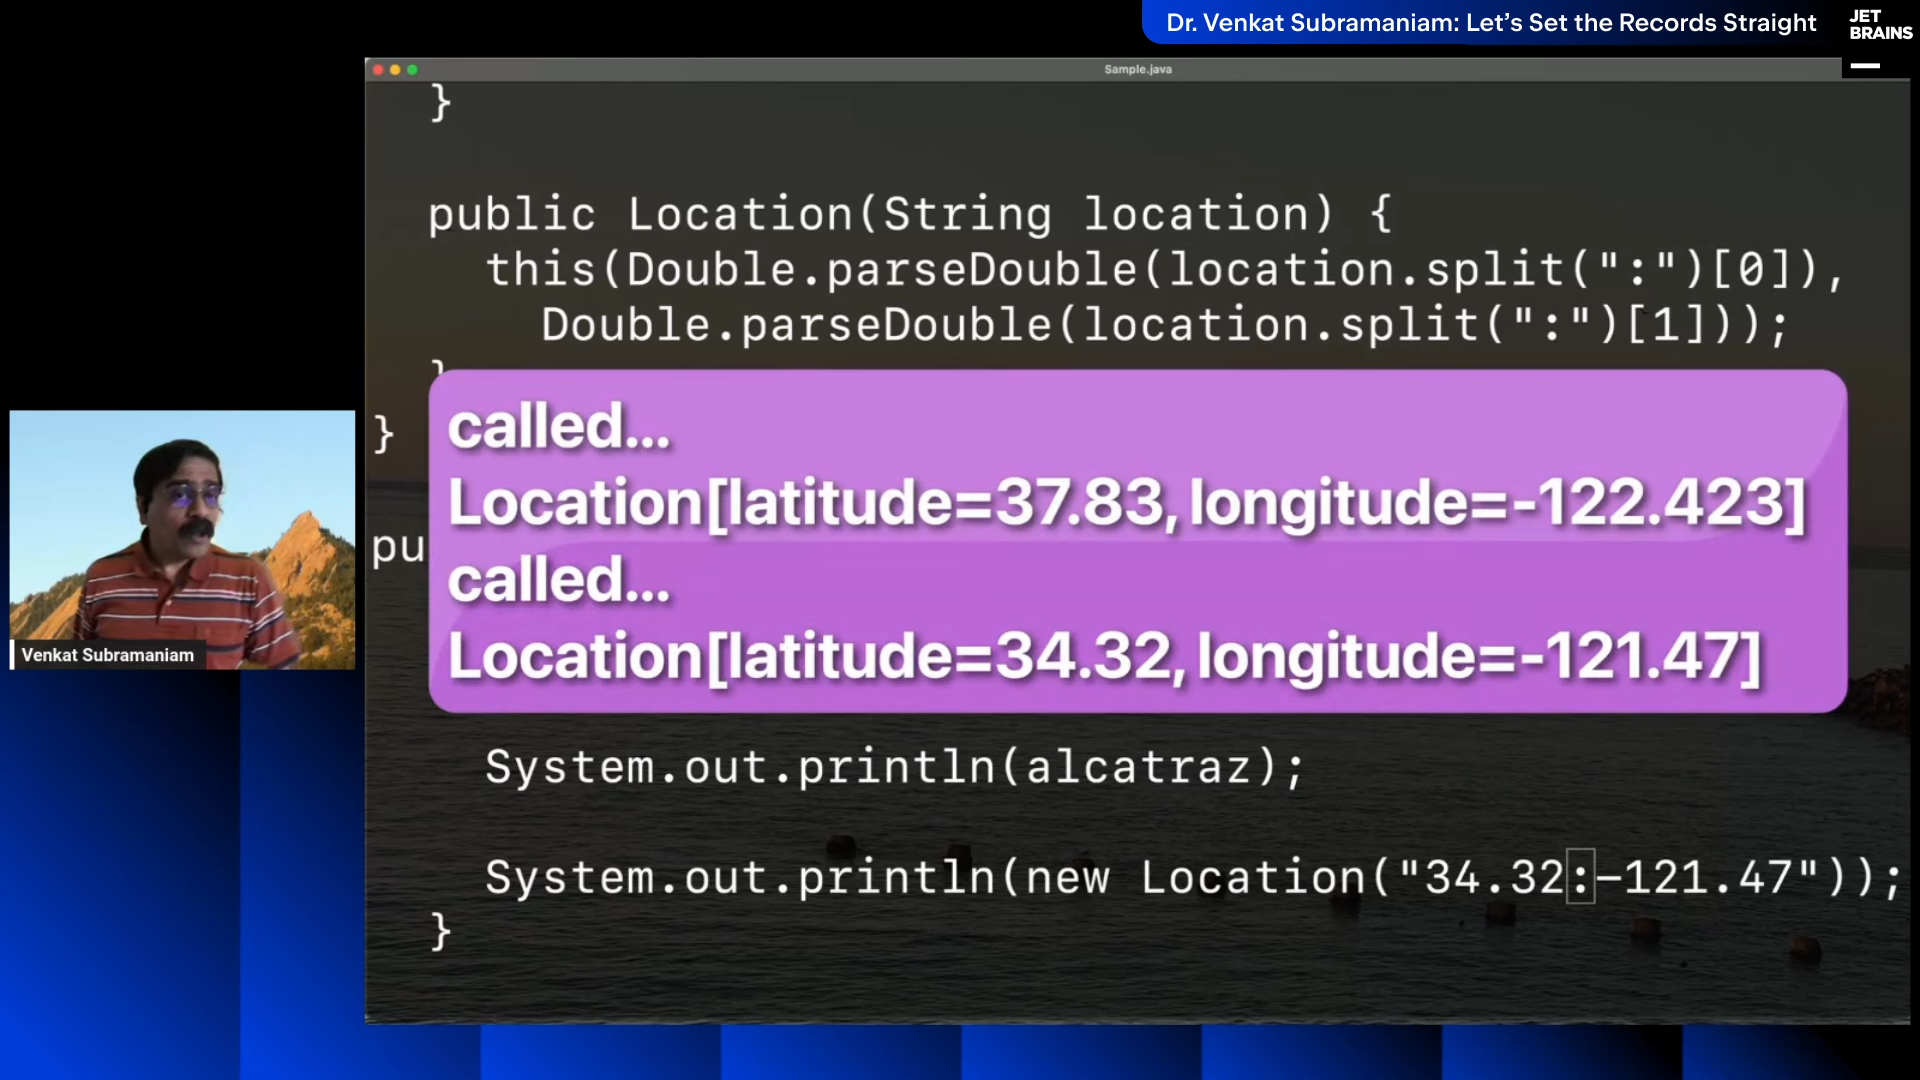 Dr. Venkat Subramaniam: Let's Set the Records Straight
JET
BRAINS
Sample.java
}
public Location(String location) {
this(Double.parseDouble(location.split(":")[0]),
Double.parseDouble(location.split(":")[1]));
}
}
called...
Location[latitude=37.83, longitude=-122.423]
pu
called...
Location[latitude=34.32, longitude=-121.47]
Venkat Subramaniam
System.out.println(alcatraz);
System.out.println(new Location("34.32:-121.47"));
}